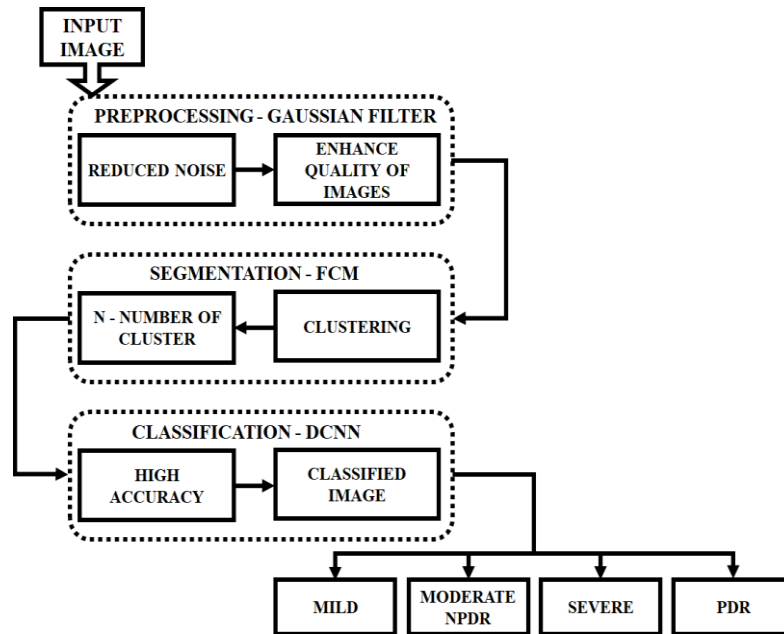 INPUT
IMAGE
PREPROCESSING - GAUSSIAN FILTER
REDUCED NOISE
ENHANCE
QUALITY OF
IMAGES
SEGMENTATION - FCM
N - NUMBER OF
CLUSTER
CLUSTERING
CLASSIFICATION - DCNN
HIGH
ACCURACY
CLASSIFIED
IMAGE
MILD
MODERATE
NPDR
SEVERE
PDR